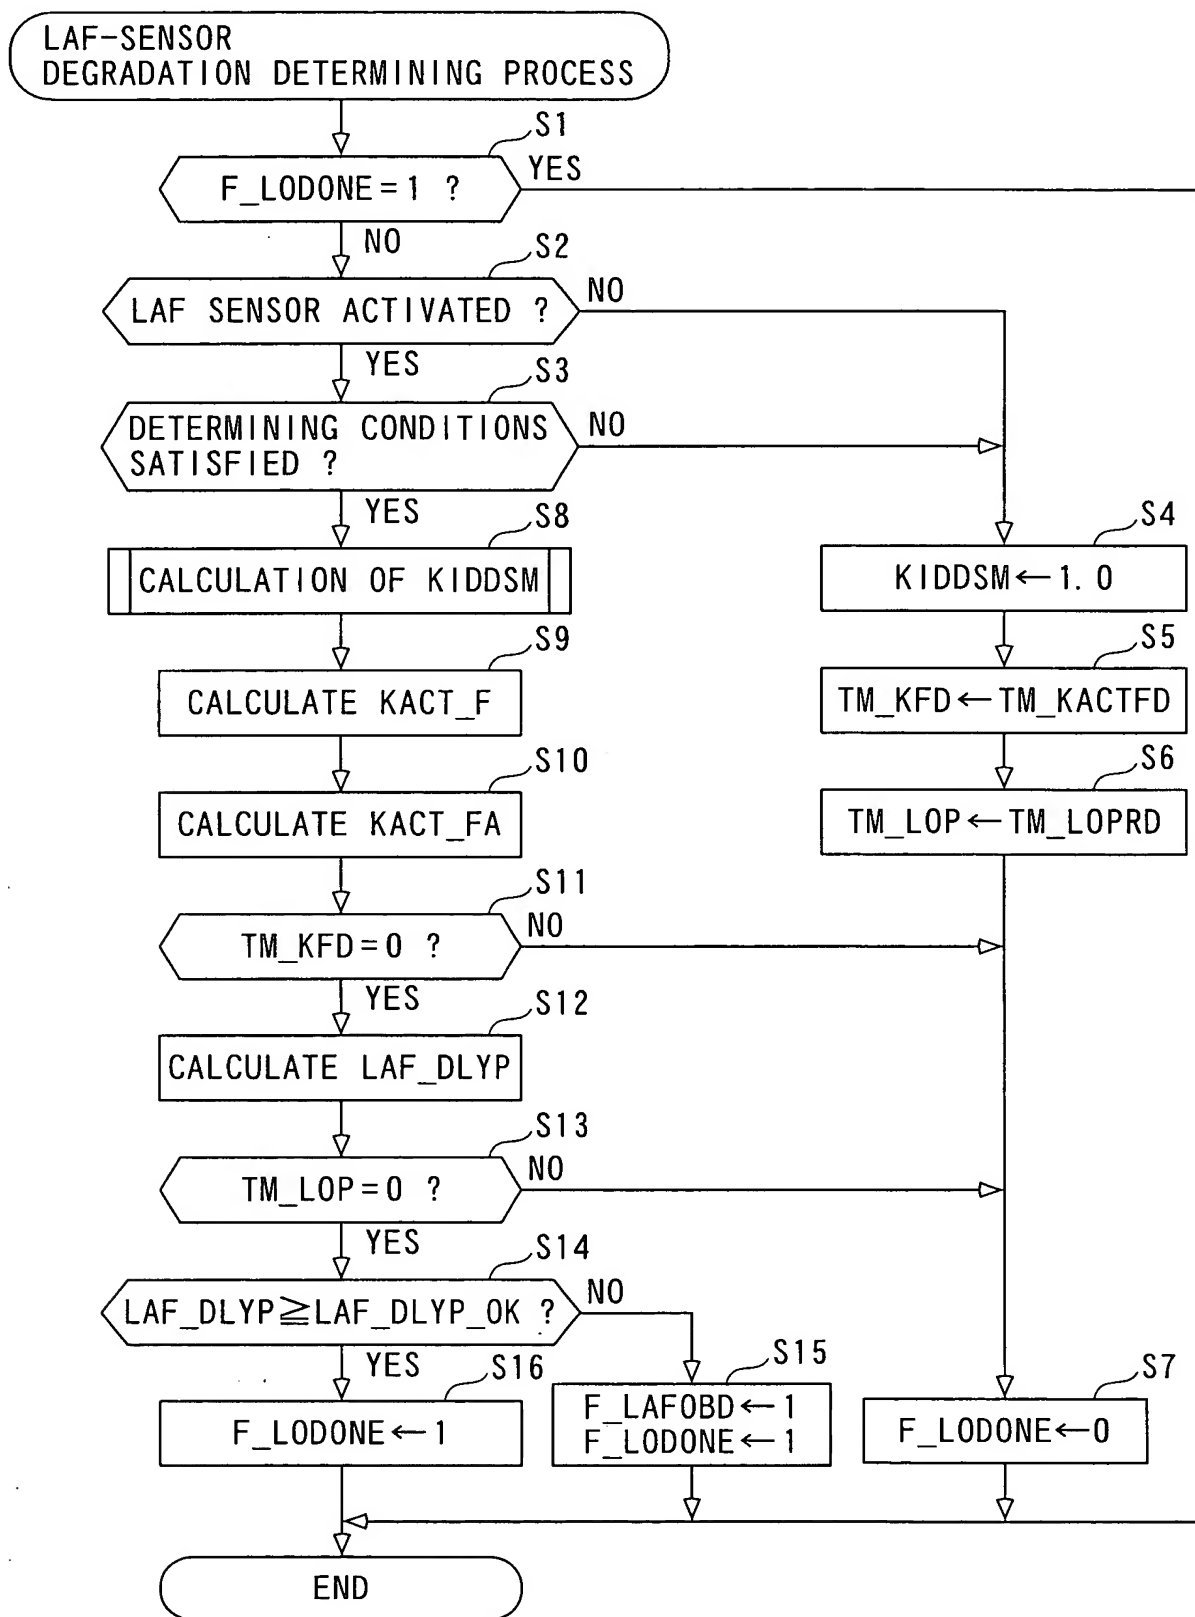 LAF-SENSOR
DEGRADATION DETERMINING PROCESS
S1
F_LODONE=1 ?
YES
NO
S2
LAF SENSOR ACTIVATED ?
NO
YES
S3
DETERMINING CONDITIONS
SATISFIED ?
NO
YES
S8
CALCULATION OF KIDDSM
S4
KIDDSM←1.0
S9
CALCULATE KACT_F
S5
TM_KFD←TM_KACTFD
S10
CALCULATE KACT_FA
S6
TM_LOP←TM_LOPRD
S11
TM_KFD=0 ?
NO
YES
S12
CALCULATE LAF_DLYP
S13
TM_LOP=0 ?
NO
YES
S14
LAF_DLYP≧LAF_DLYP_OK ?
NO
YES
S16
F_LODONE←1
S15
F_LAFOBD←1
F_LODONE←1
S7
F_LODONE←0
END